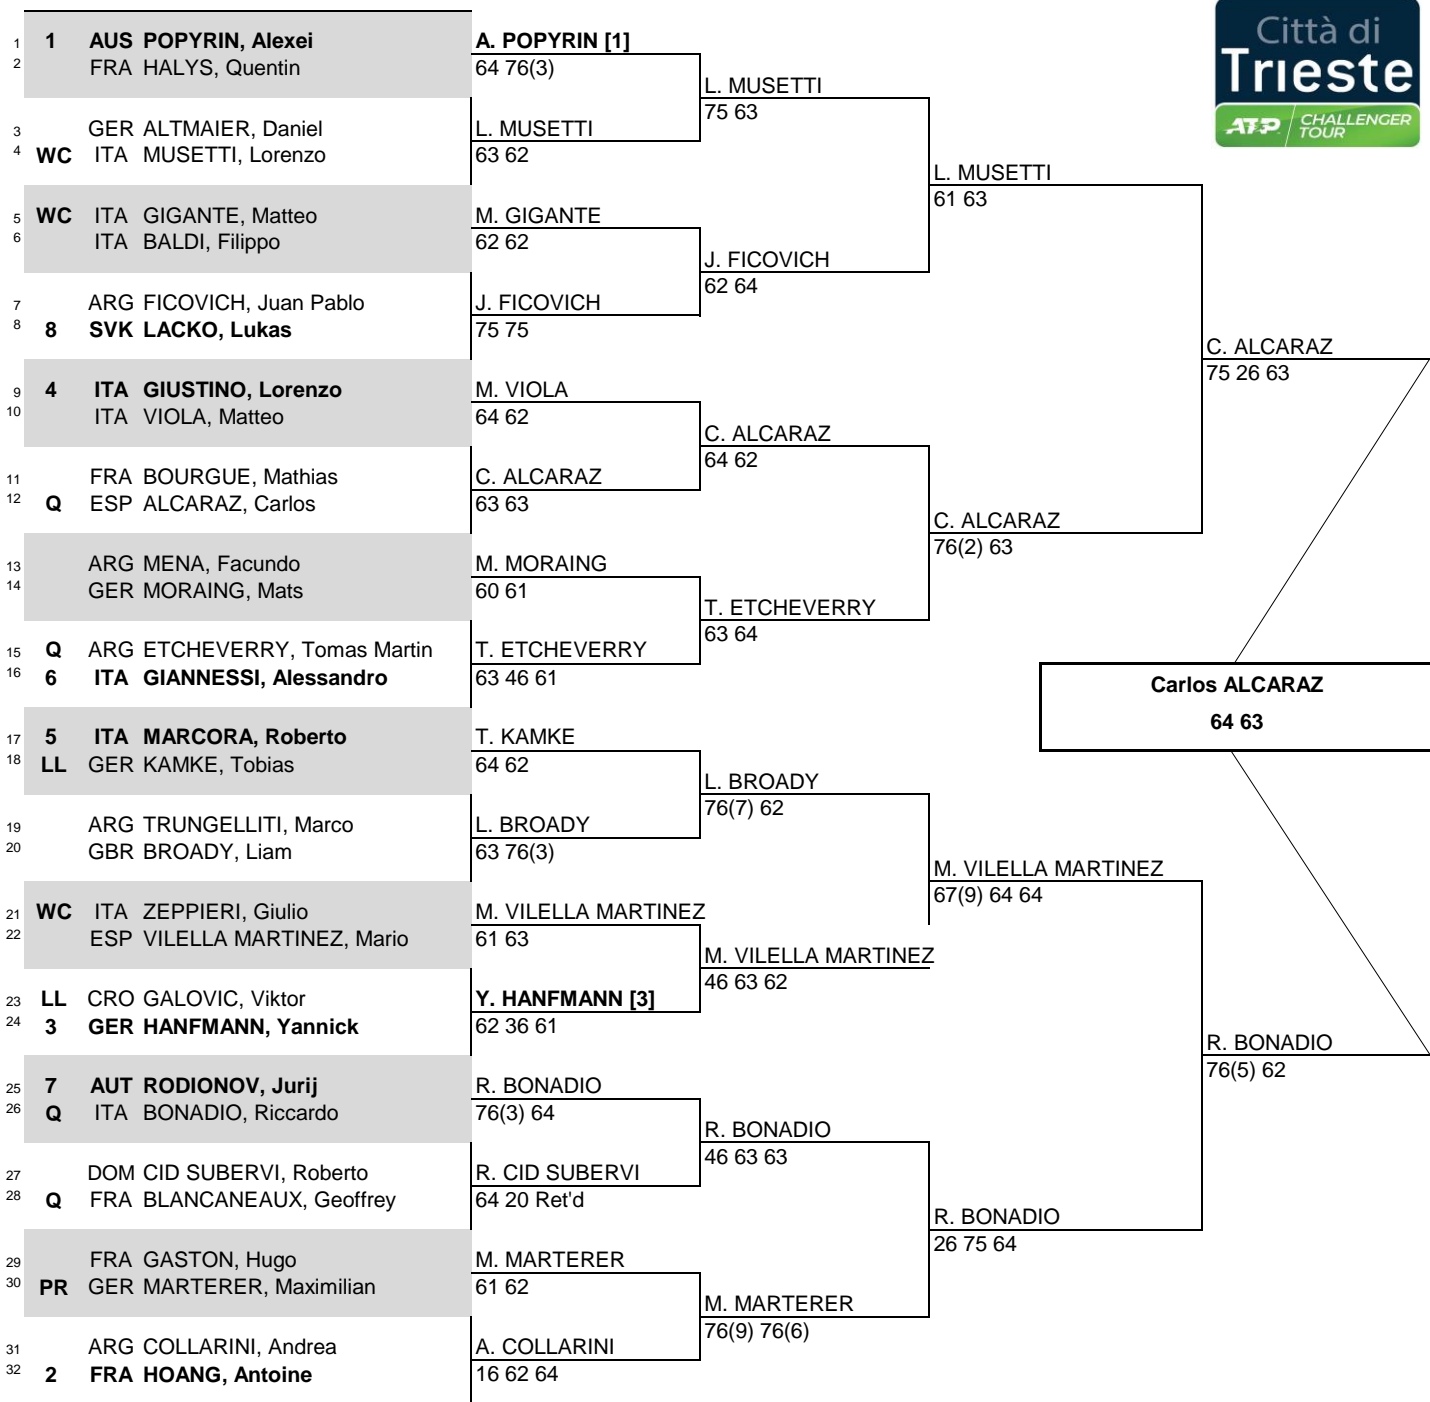 Città di
Trieste
ATP CHALLENGER TOUR
1 1 AUS POPYRIN, Alexei
2 FRA HALYS, Quentin
3 GER ALTMAIER, Daniel
4 WC ITA MUSETTI, Lorenzo
5 WC ITA GIGANTE, Matteo
6 ITA BALDI, Filippo
7 ARG FICOVICH, Juan Pablo
8 8 SVK LACKO, Lukas
9 4 ITA GIUSTINO, Lorenzo
10 ITA VIOLA, Matteo
11 FRA BOURGUE, Mathias
12 Q ESP ALCARAZ, Carlos
13 ARG MENA, Facundo
14 GER MORAING, Mats
15 Q ARG ETCHEVERRY, Tomas Martin
16 6 ITA GIANNESSI, Alessandro
17 5 ITA MARCORA, Roberto
18 LL GER KAMKE, Tobias
19 ARG TRUNGELLITI, Marco
20 GBR BROADY, Liam
21 WC ITA ZEPPIERI, Giulio
22 ESP VILELLA MARTINEZ, Mario
23 LL CRO GALOVIC, Viktor
24 3 GER HANFMANN, Yannick
25 7 AUT RODIONOV, Jurij
26 Q ITA BONADIO, Riccardo
27 DOM CID SUBERVI, Roberto
28 Q FRA BLANCANEAUX, Geoffrey
29 FRA GASTON, Hugo
30 PR GER MARTERER, Maximilian
31 ARG COLLARINI, Andrea
32 2 FRA HOANG, Antoine
A. POPYRIN [1]
64 76(3)
L. MUSETTI
63 62
M. GIGANTE
62 62
J. FICOVICH
75 75
M. VIOLA
64 62
C. ALCARAZ
63 63
M. MORAING
60 61
T. ETCHEVERRY
63 46 61
T. KAMKE
64 62
L. BROADY
63 76(3)
M. VILELLA MARTINEZ
61 63
Y. HANFMANN [3]
62 36 61
R. BONADIO
76(3) 64
R. CID SUBERVI
64 20 Ret'd
M. MARTERER
61 62
A. COLLARINI
16 62 64
L. MUSETTI
75 63
J. FICOVICH
62 64
C. ALCARAZ
64 62
T. ETCHEVERRY
63 64
L. BROADY
76(7) 62
M. VILELLA MARTINEZ
46 63 62
R. BONADIO
46 63 63
M. MARTERER
76(9) 76(6)
L. MUSETTI
61 63
C. ALCARAZ
76(2) 63
M. VILELLA MARTINEZ
67(9) 64 64
R. BONADIO
26 75 64
C. ALCARAZ
75 26 63
R. BONADIO
76(5) 62
Carlos ALCARAZ
64 63